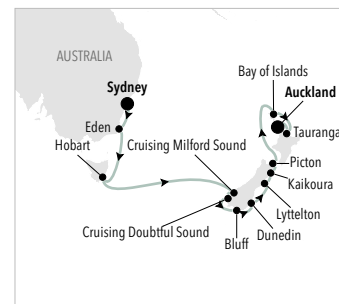 AUSTRALIA
Sydney
Bay of Islands
Auckland
Eden
Tauranga
Hobart
Cruising Milford Sound
Picton
Kaikoura
Lyttelton
Cruising Doubtful Sound
Dunedin
Bluff